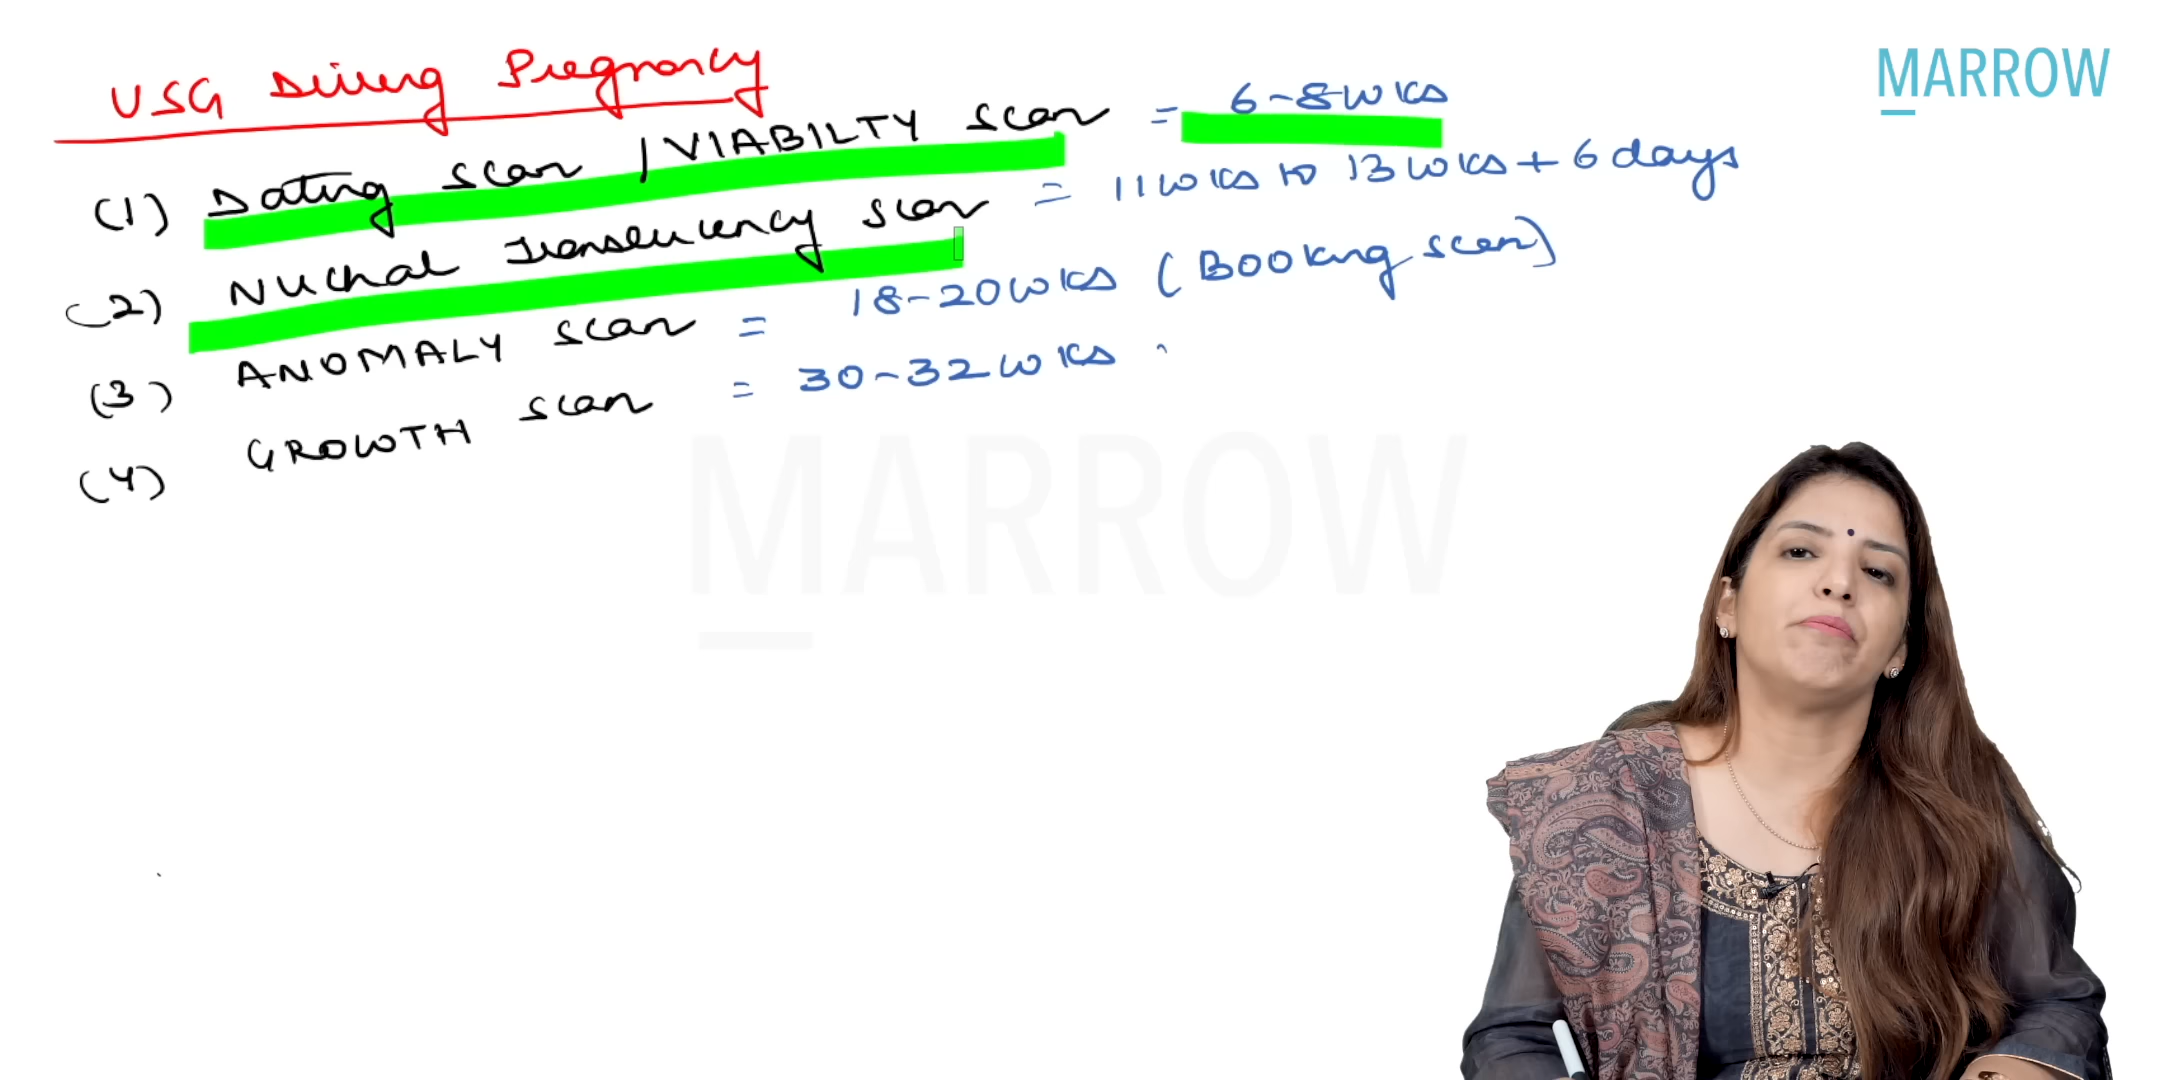 USG During Pregnancy
MARROW
(1) Dating scan / VIABILTY scan = 6-8 wks
(2) Nuchal Translucency scan = 11 wks to 13 wks + 6 days
(3) ANOMALY scan = 18-20 wks (Booking scan)
(4) GROWTH scan = 30-32 wks
MARROW